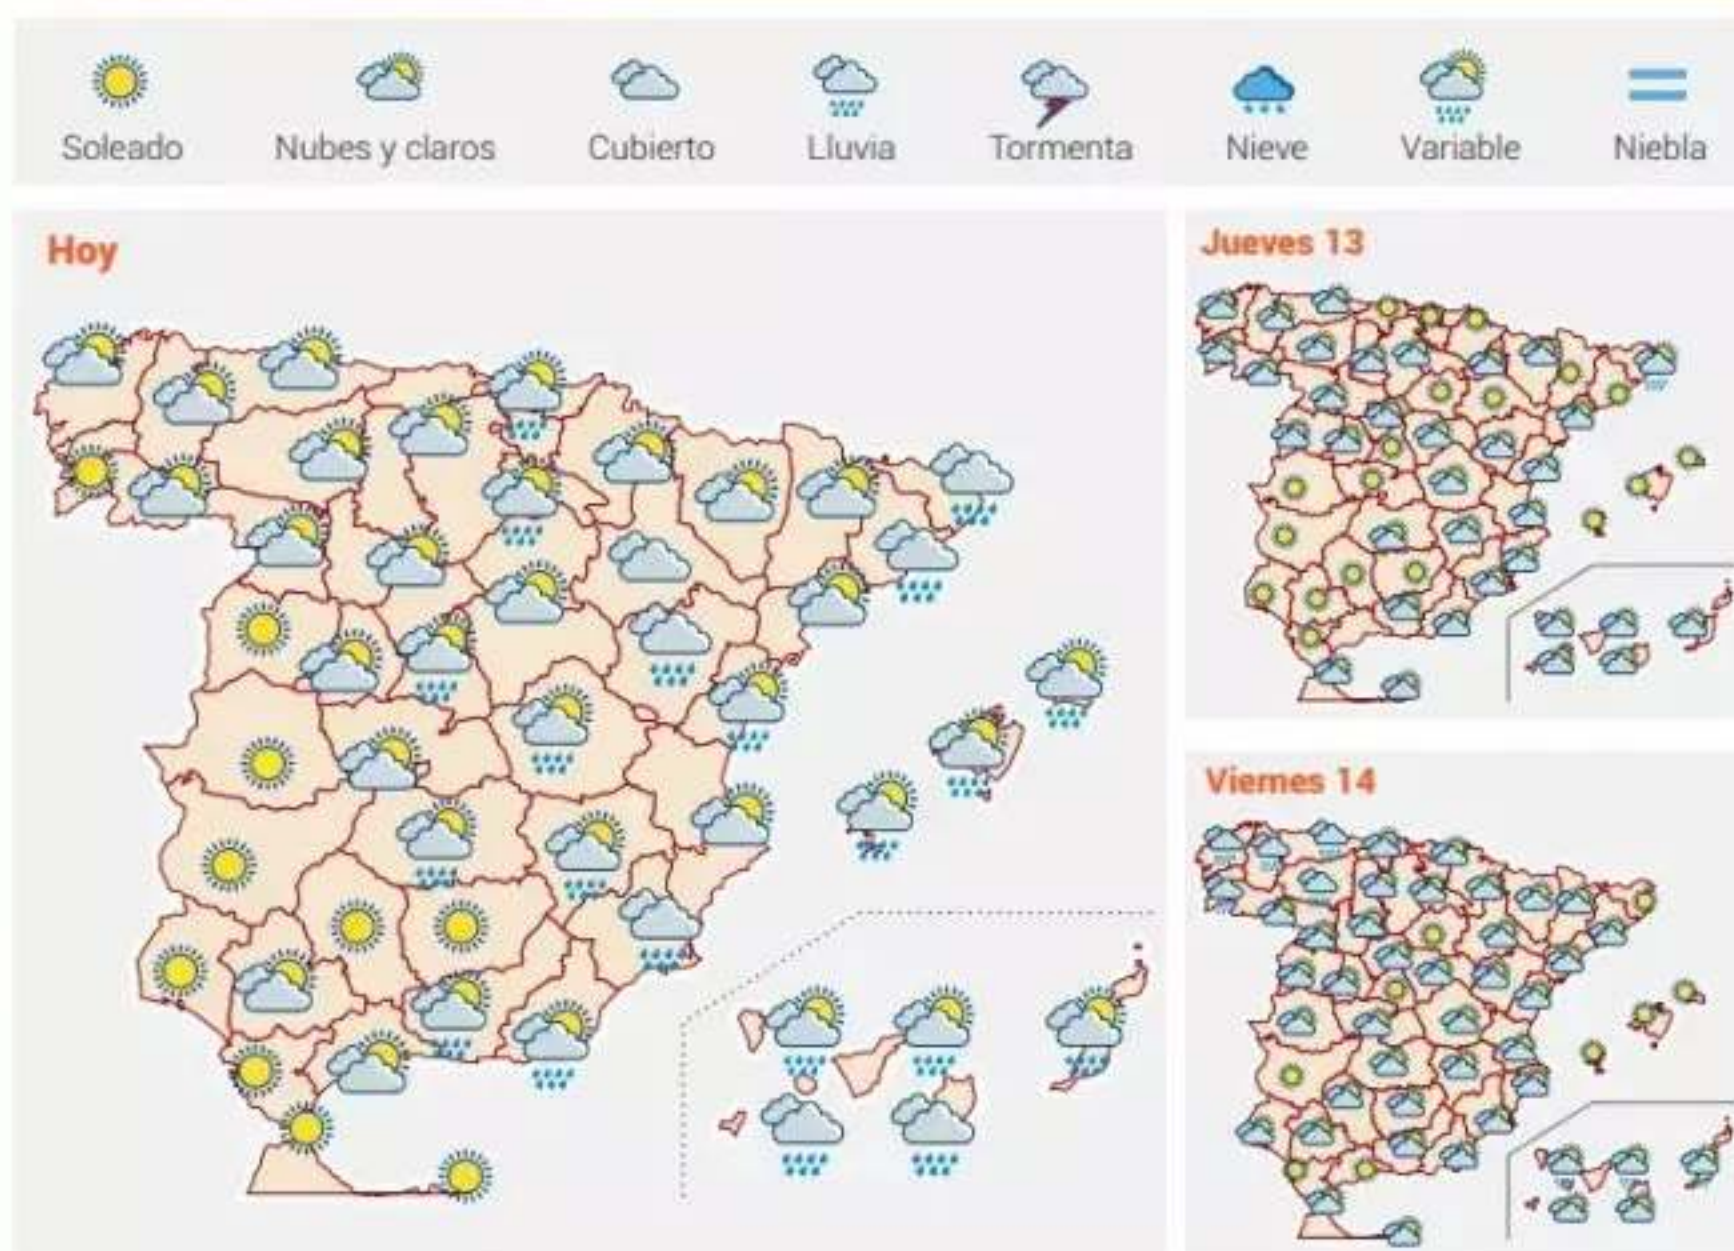 Soleado Nubes y claros Cubierto Lluvia Tormenta Nieve Variable Niebla
Hoy
Jueves 13
Viernes 14